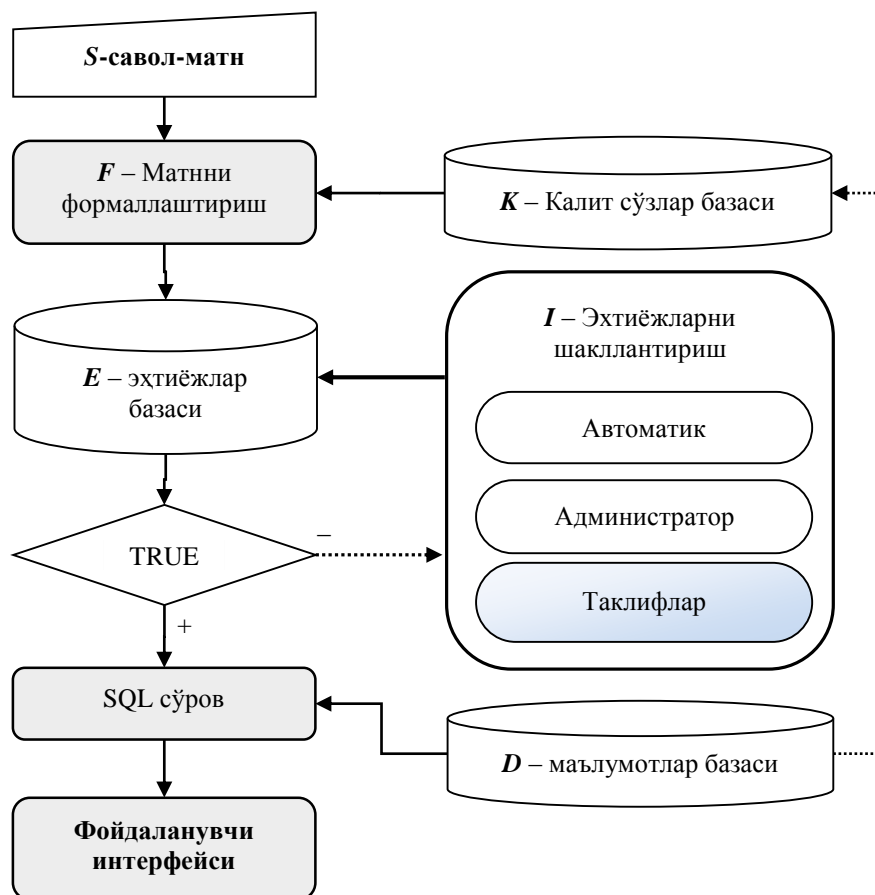 S-савол-матн
F – Матнни
формаллаштириш
K – Калит сўзлар базаси
I – Эхтиёжларни
шакллантириш
E – эҳтиёжлар
базаси
Автоматик
Администратор
TRUE
–
Таклифлар
+
SQL сўров
D – маълумотлар базаси
Фойдаланувчи
интерфейси